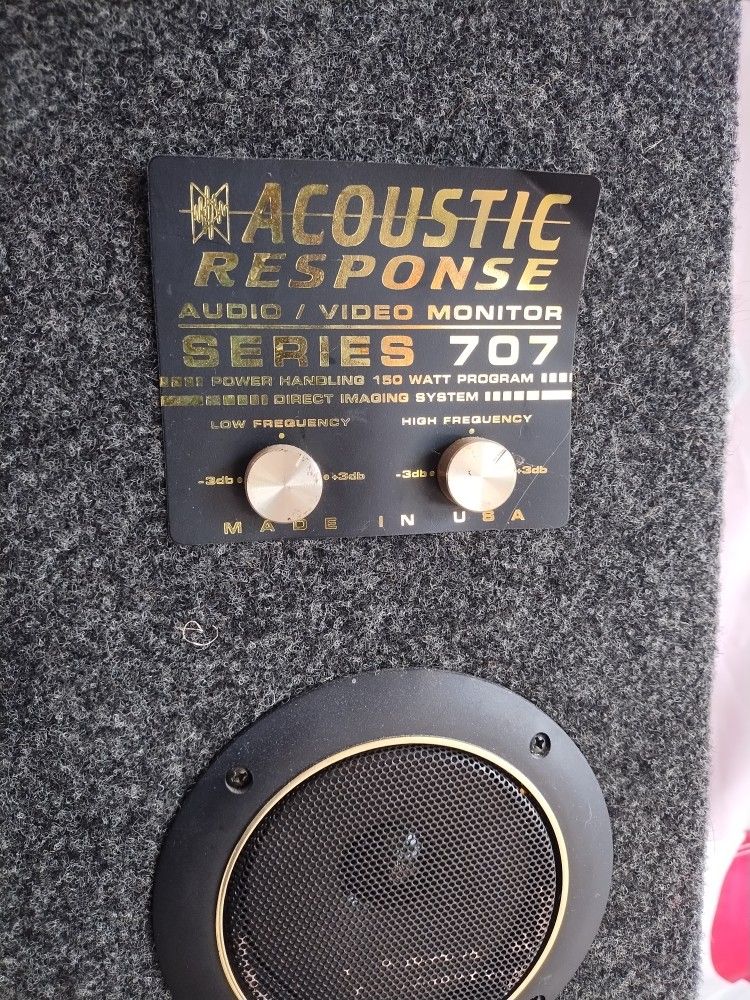 ACOUSTIC
RESPONSE
AUDIO / VIDEO MONITOR
SERIES 707
POWER HANDLING 150 WATT PROGRAM
DIRECT IMAGING SYSTEM
LOW FREQUENCY HIGH FREQUENCY
-3db +3db -3db +3db
MADE IN USA